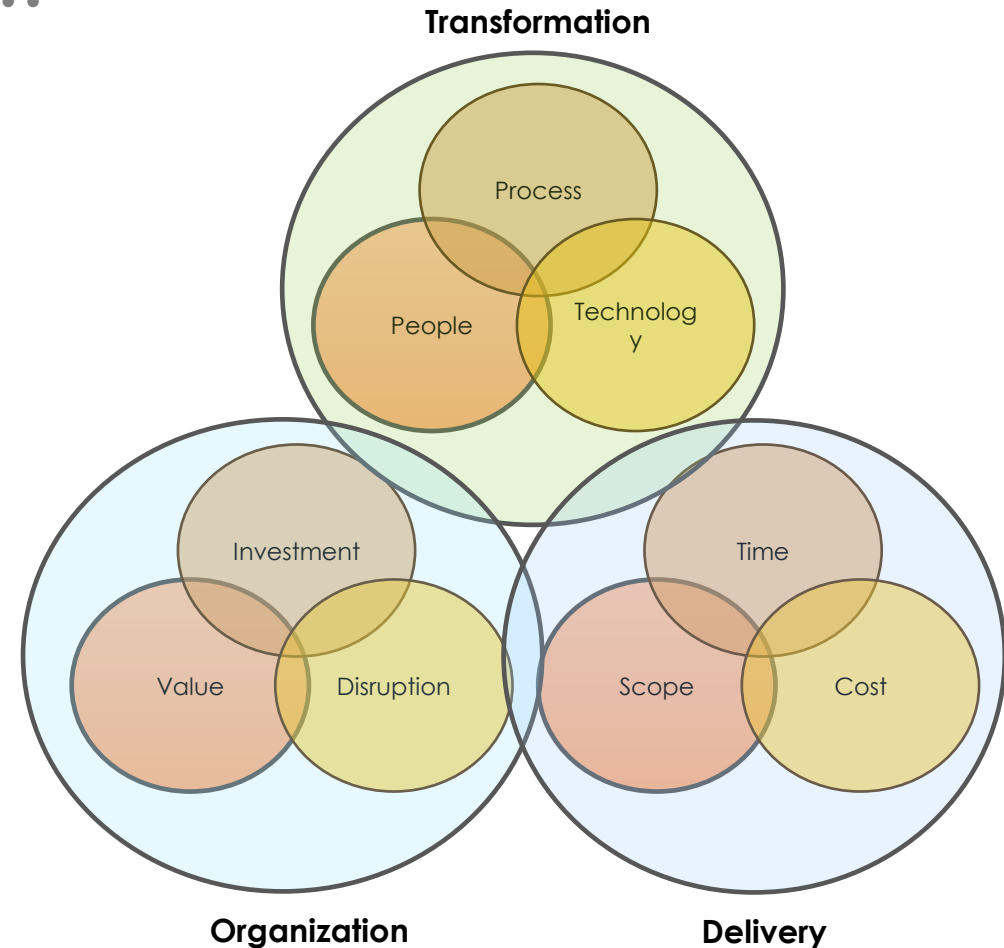 Transformation
Process
People
Technolog
y
Investment
Value
Disruption
Time
Scope
Cost
Organization
Delivery